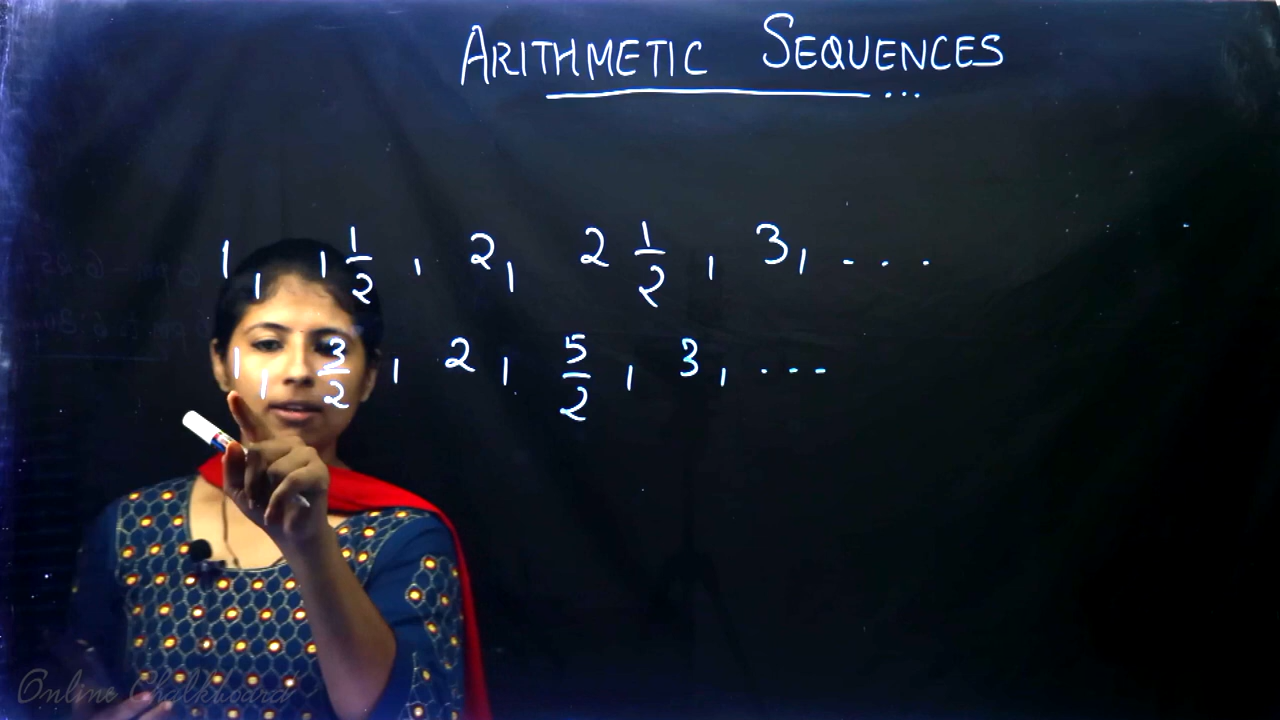 ARITHMETIC SEQUENCES ...
1, 1 1/2, 2, 2 1/2, 3, ....
1, 3/2, 2, 5/2, 3, ...
Online Chalkboard